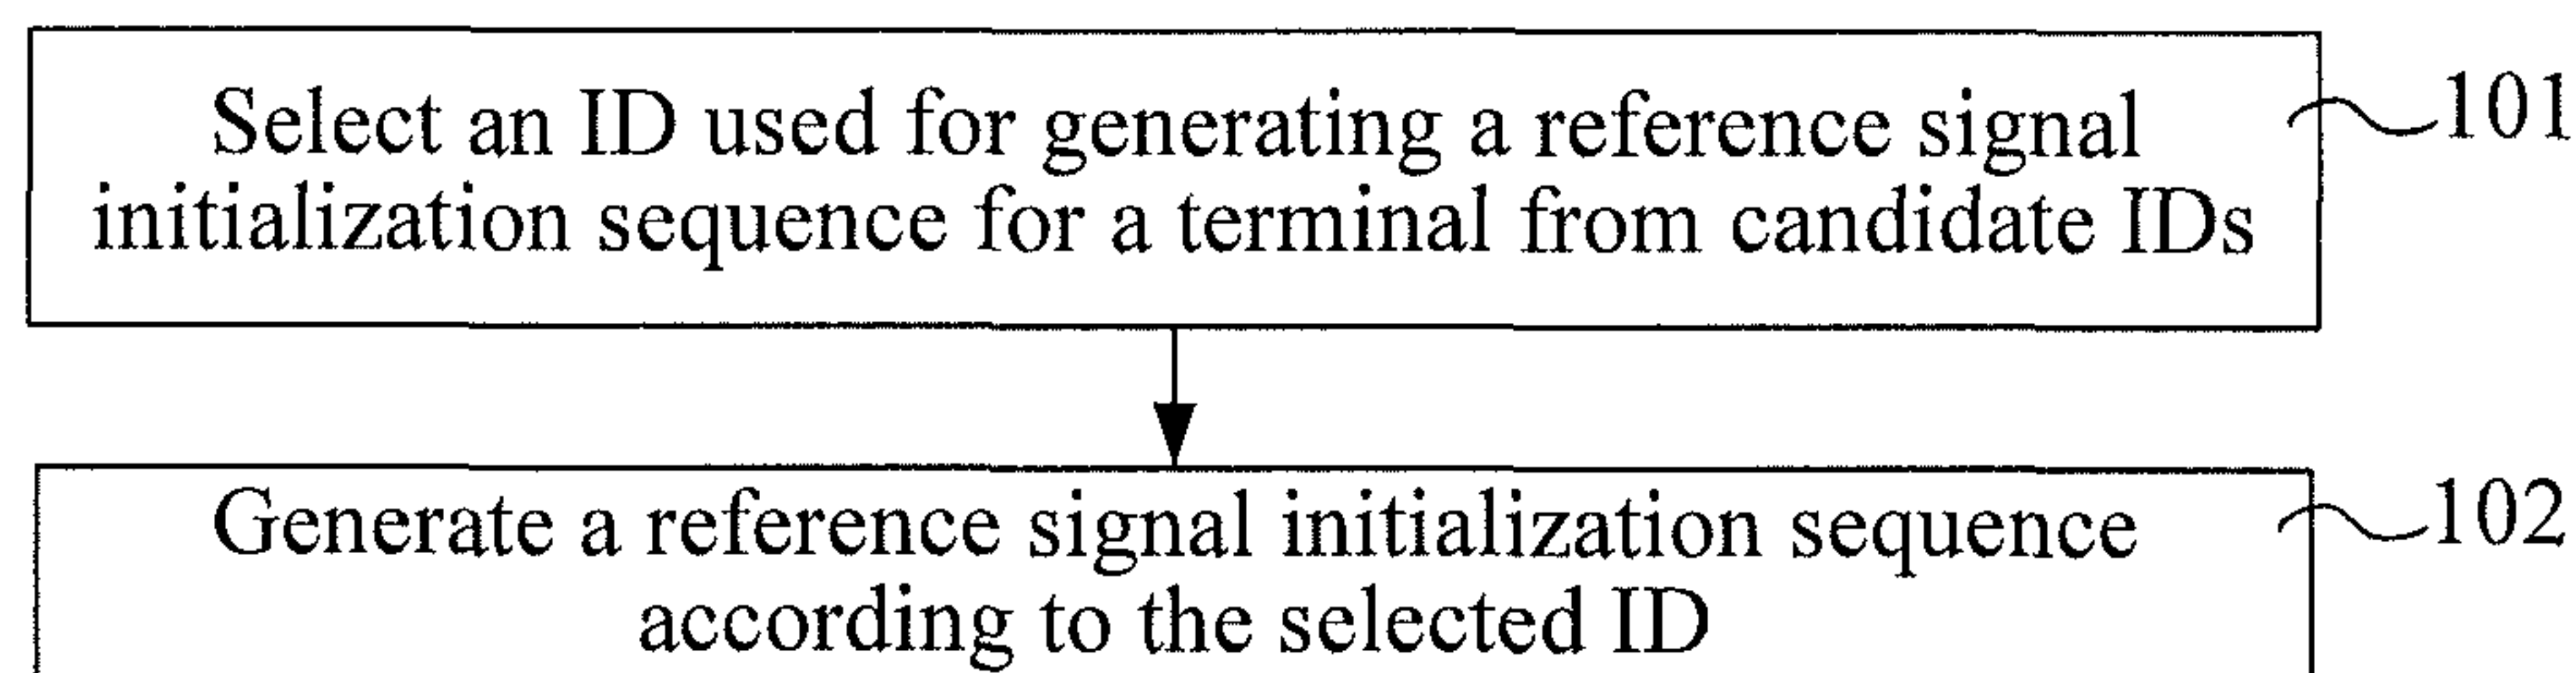 Select an ID used for generating a reference signal
101
initialization sequence for a terminal from candidate IDs
Generate a reference signal initialization sequence
102
according to the selected ID